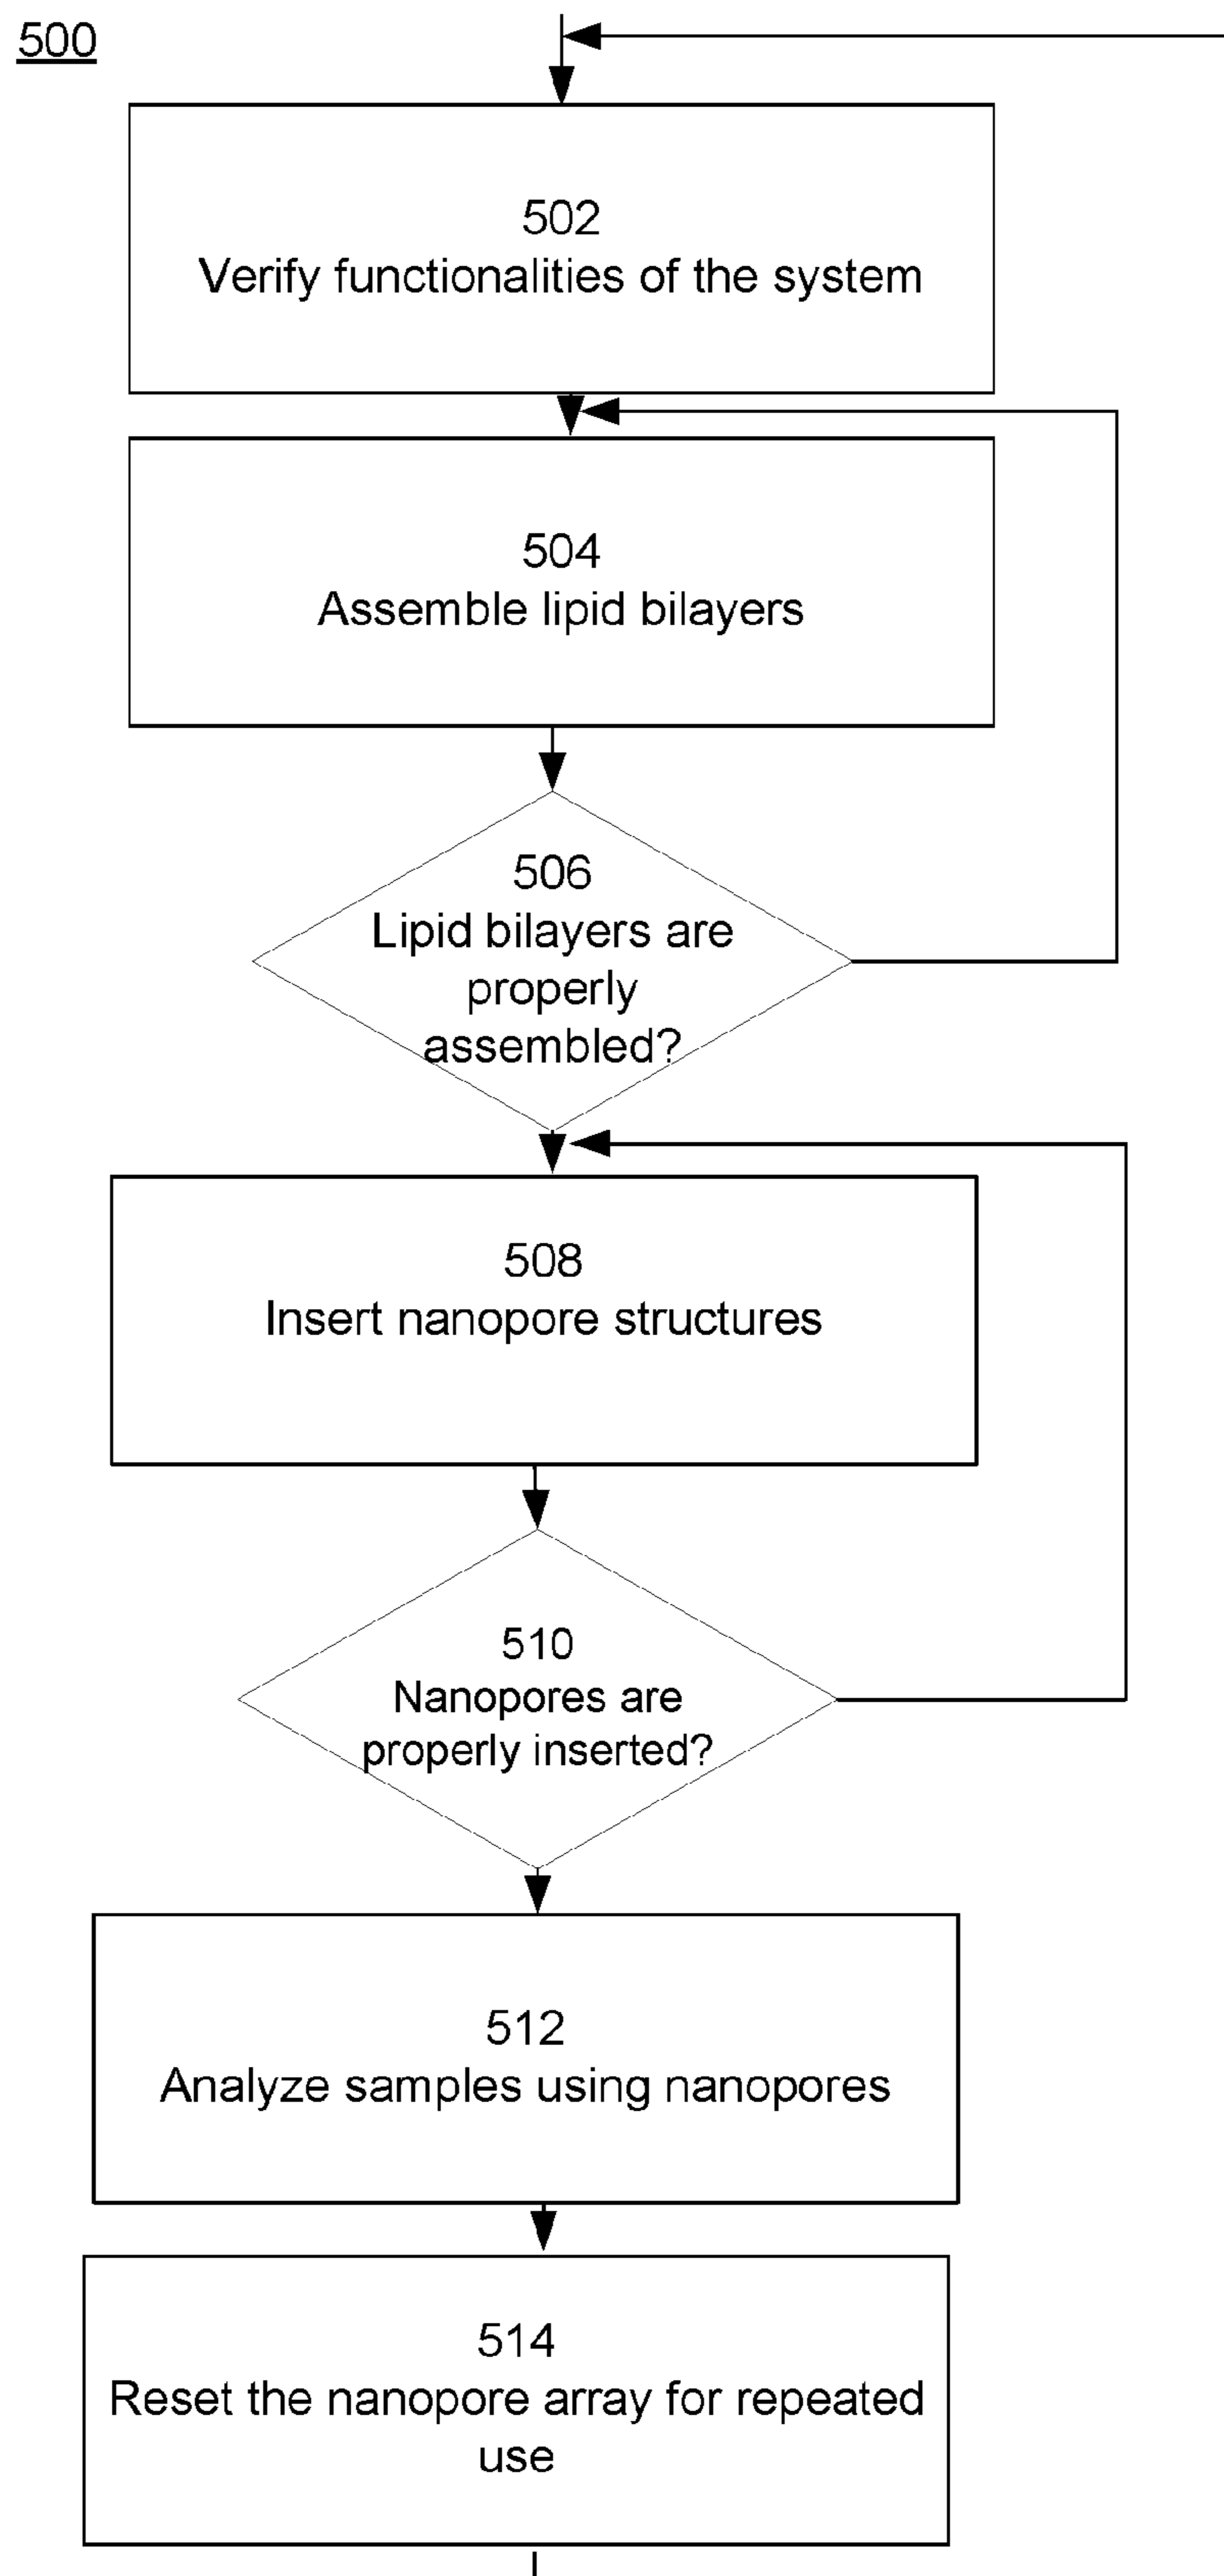 500
502
Verify functionalities of the system
504
Assemble lipid bilayers
506
Lipid bilayers are
properly
assembled?
508
Insert nanopore structures
510
Nanopores are
properly inserted?
512
Analyze samples using nanopores
514
Reset the nanopore array for repeated
use